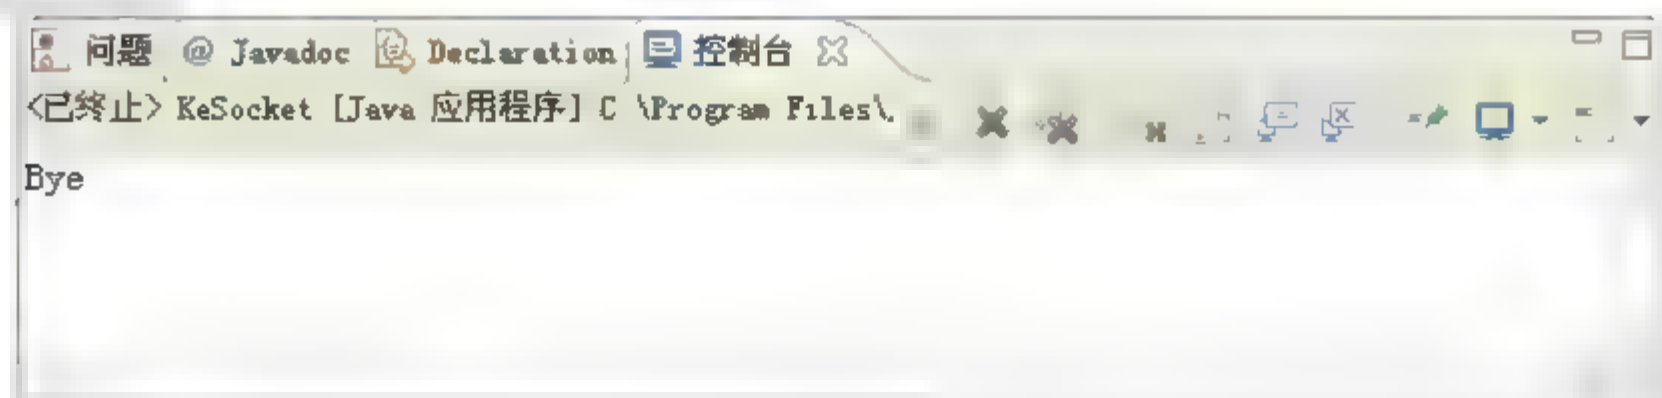 问题 @ Javadoc Declaration 控制台
<已终止> KeSocket [Java 应用程序] C \Program Files\.
Bye